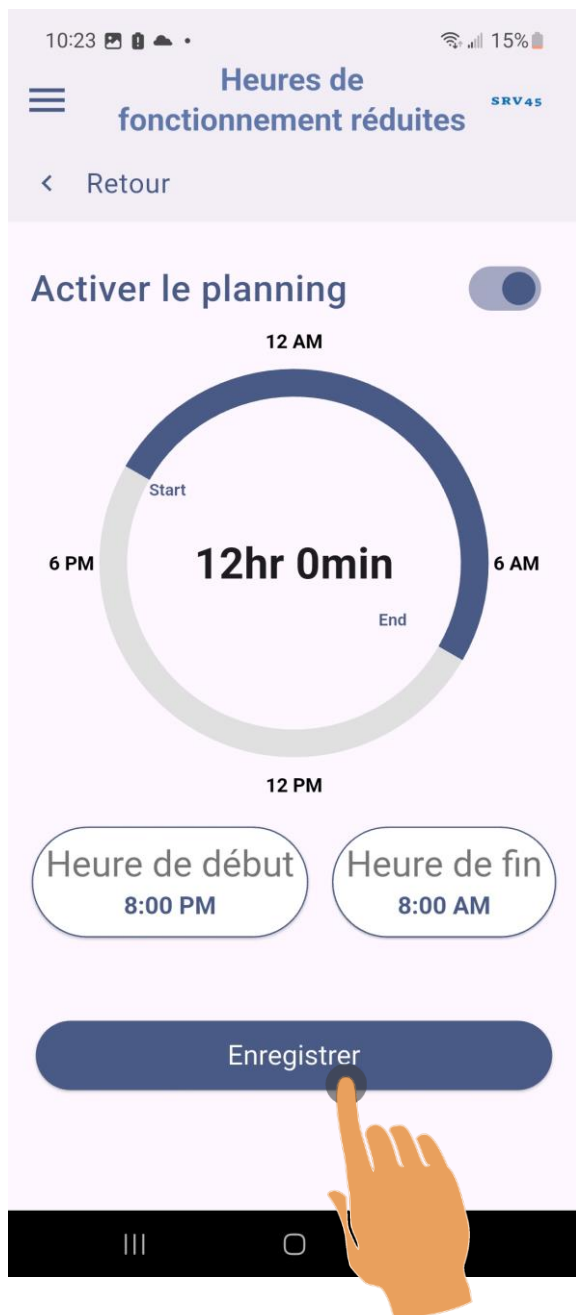 10:23 15%
Heures de
fonctionnement réduites
SRV45
< Retour
Activer le planning
12 AM
Start
6 PM 12hr 0min 6 AM
End
12 PM
Heure de début Heure de fin
8:00 PM 8:00 AM
Enregistrer